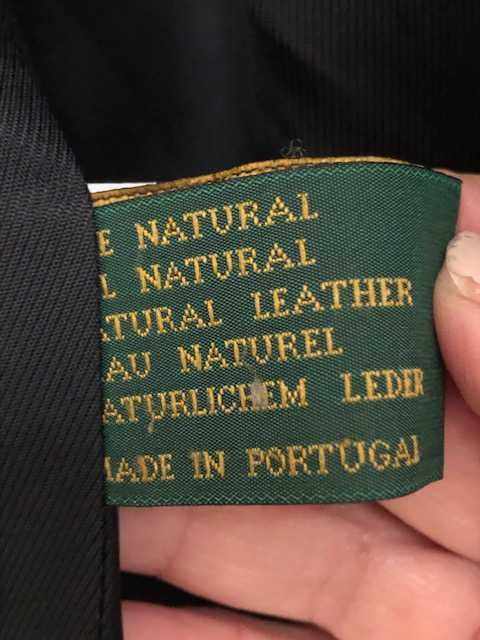 E NATURAL
L NATURAL
ATURAL LEATHER
AU NATUREL
ATURLICHEM LEDER
MADE IN PORTUGAL